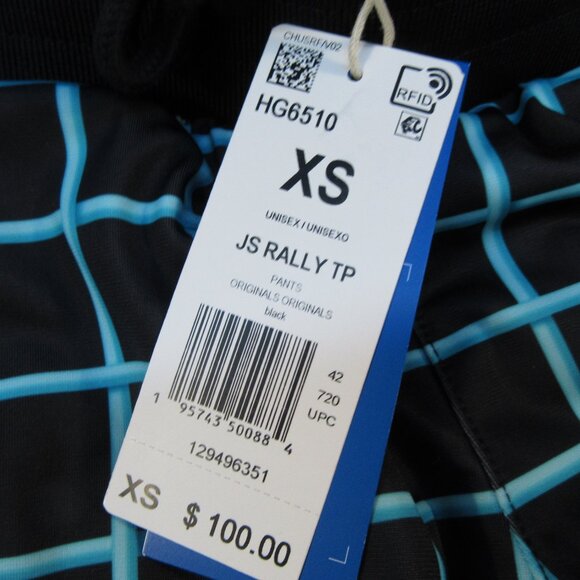 CHUSRF/V02
RFID
HG6510
XS
UNISEX / UNISEXO
JS RALLY TP
PANTS
ORIGINALS ORIGINALS
black
42
720
UPC
1 95743 50088 4
129496351
XS $ 100.00